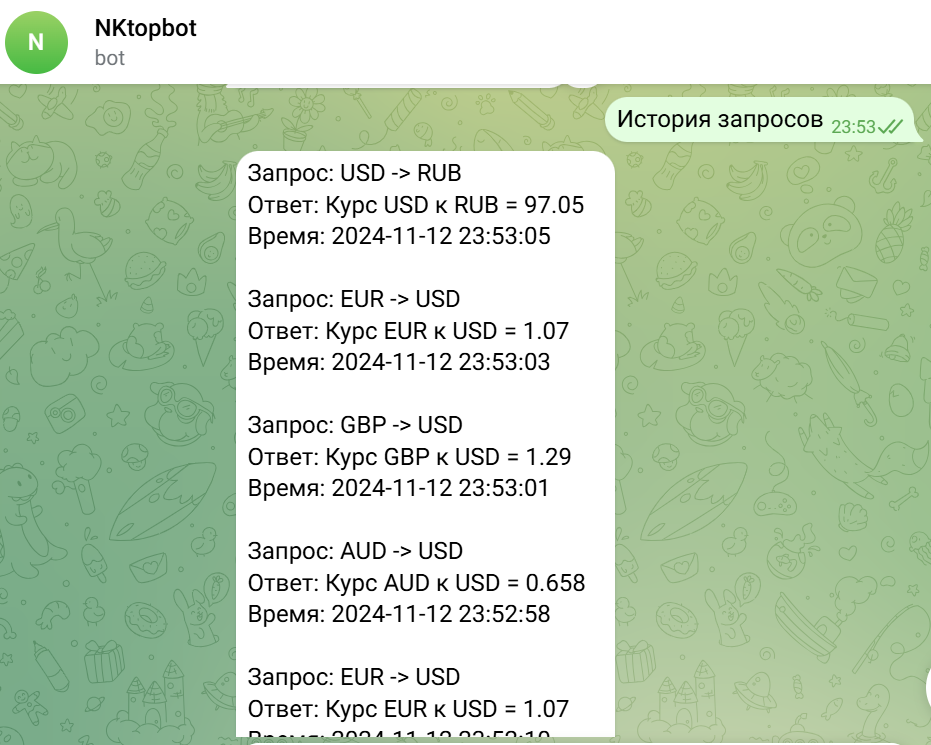 N
NKtopbot
bot
История запросов 23:53
Запрос: USD -> RUB
Ответ: Курс USD к RUB = 97.05
Время: 2024-11-12 23:53:05
Запрос: EUR -> USD
Ответ: Курс EUR к USD = 1.07
Время: 2024-11-12 23:53:03
Запрос: GBP -> USD
Ответ: Курс GBP к USD = 1.29
Время: 2024-11-12 23:53:01
Запрос: AUD -> USD
Ответ: Курс AUD к USD = 0.658
Время: 2024-11-12 23:52:58
Запрос: EUR -> USD
Ответ: Курс EUR к USD = 1.07